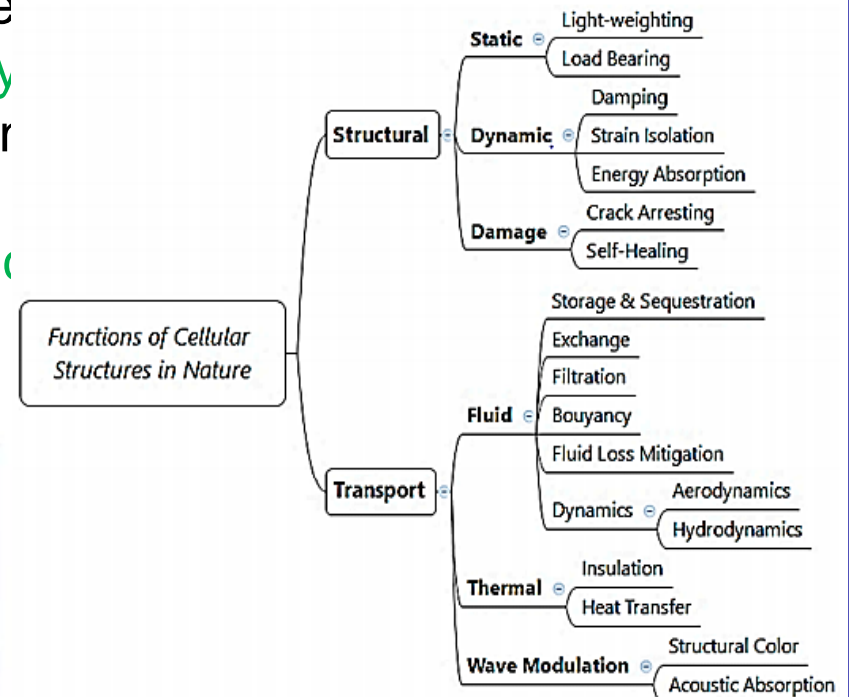 Functions of Cellular
Structures in Nature
Structural
Static
Light-weighting
Load Bearing
Dynamic
Damping
Strain Isolation
Energy Absorption
Damage
Crack Arresting
Self-Healing
Transport
Fluid
Storage & Sequestration
Exchange
Filtration
Bouyancy
Fluid Loss Mitigation
Dynamics
Aerodynamics
Hydrodynamics
Thermal
Insulation
Heat Transfer
Wave Modulation
Structural Color
Acoustic Absorption